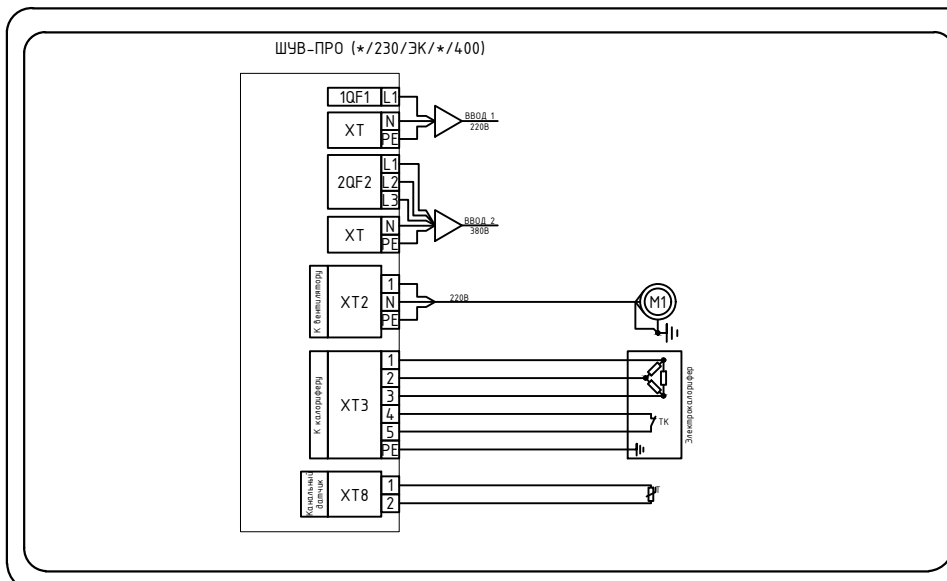 ШУВ-ПРО (*/230/ЭК/*/400)
1QF1 L1
XT N
PE
ВВОД 1
220В
2QF2 L1
L2
L3
XT N
PE
ВВОД 2
380В
К вентилятору XT2 1
N
PE
220В
М1
К калориферу XT3 1
2
3
4
5
PE
ТК
Электрокалорифер
Канальный
датчик
XT8 1
2
T